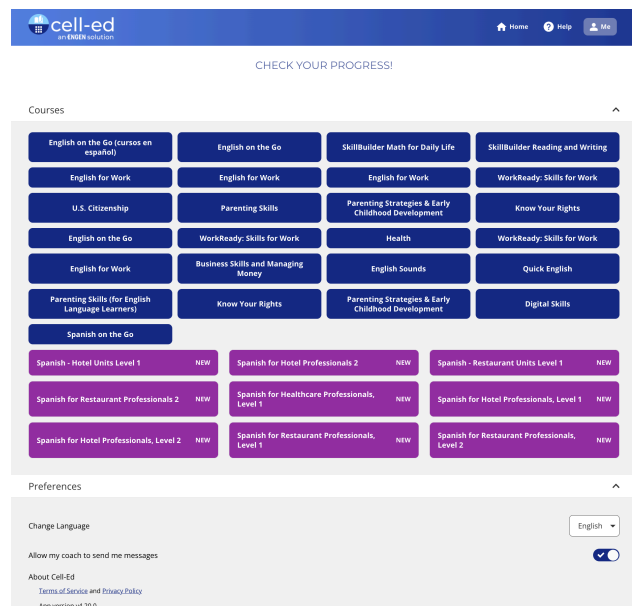 cell-ed
an ENGEN solution
Home
Help
Me
CHECK YOUR PROGRESS!
Courses
English on the Go (cursos en
español)
English on the Go
SkillBuilder Math for Daily Life
SkillBuilder Reading and Writing
English for Work
English for Work
English for Work
WorkReady: Skills for Work
U.S. Citizenship
Parenting Skills
Parenting Strategies & Early
Childhood Development
Know Your Rights
English on the Go
WorkReady: Skills for Work
Health
WorkReady: Skills for Work
English for Work
Business Skills and Managing
Money
English Sounds
Quick English
Parenting Skills (for English
Language Learners)
Know Your Rights
Parenting Strategies & Early
Childhood Development
Digital Skills
Spanish on the Go
Spanish - Hotel Units Level 1 NEW
Spanish for Hotel Professionals 2 NEW
Spanish - Restaurant Units Level 1 NEW
Spanish for Restaurant Professionals 2 NEW
Spanish for Healthcare Professionals,
Level 1 NEW
Spanish for Hotel Professionals, Level 1 NEW
Spanish for Hotel Professionals, Level 2 NEW
Spanish for Restaurant Professionals,
Level 1 NEW
Spanish for Restaurant Professionals,
Level 2 NEW
Preferences
Change Language
English
Allow my coach to send me messages
About Cell-Ed
Terms of Service and Privacy Policy
App version v4.20.0